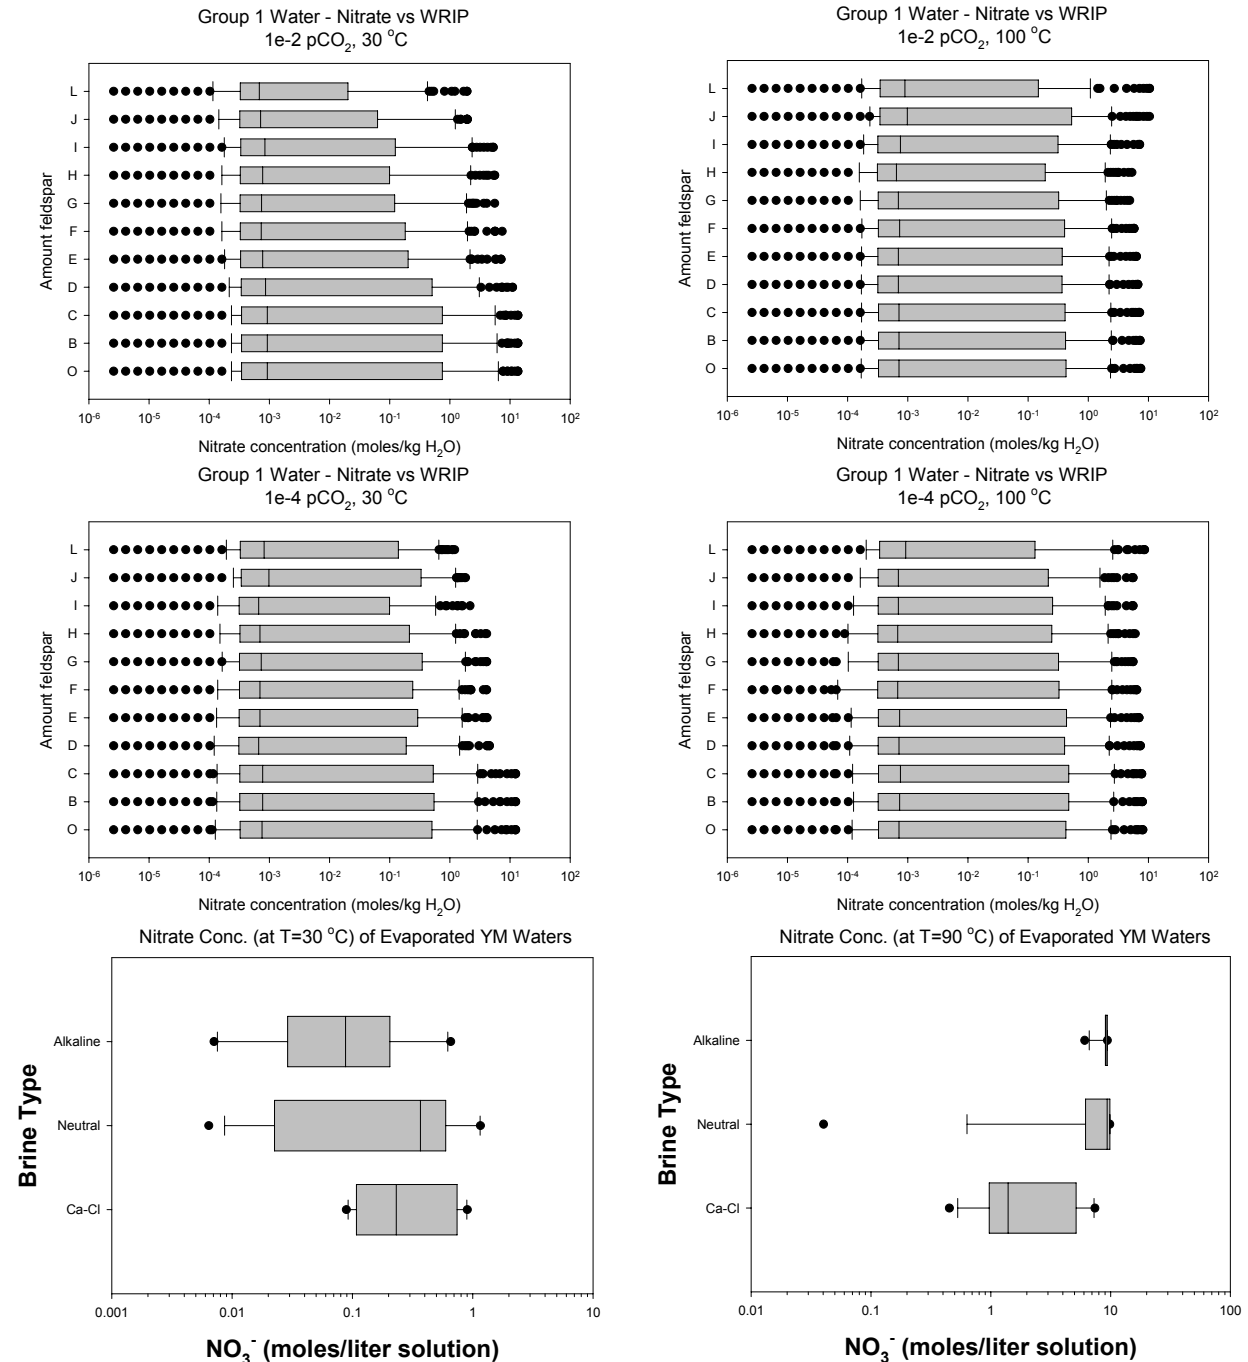 Group 1 Water - Nitrate vs WRIP
1e-2 pCO₂, 30 °C
Amount feldspar
L
J
I
H
G
F
E
D
C
B
O
10⁻⁶ 10⁻⁵ 10⁻⁴ 10⁻³ 10⁻² 10⁻¹ 10⁰ 10¹ 10²
Nitrate concentration (moles/kg H₂O)
Group 1 Water - Nitrate vs WRIP
1e-2 pCO₂, 100 °C
Amount feldspar
L
J
I
H
G
F
E
D
C
B
O
10⁻⁶ 10⁻⁵ 10⁻⁴ 10⁻³ 10⁻² 10⁻¹ 10⁰ 10¹ 10²
Nitrate concentration (moles/kg H₂O)
Group 1 Water - Nitrate vs WRIP
1e-4 pCO₂, 30 °C
Amount feldspar
L
J
I
H
G
F
E
D
C
B
O
10⁻⁶ 10⁻⁵ 10⁻⁴ 10⁻³ 10⁻² 10⁻¹ 10⁰ 10¹ 10²
Nitrate concentration (moles/kg H₂O)
Group 1 Water - Nitrate vs WRIP
1e-4 pCO₂, 100 °C
Amount feldspar
L
J
I
H
G
F
E
D
C
B
O
10⁻⁶ 10⁻⁵ 10⁻⁴ 10⁻³ 10⁻² 10⁻¹ 10⁰ 10¹ 10²
Nitrate concentration (moles/kg H₂O)
Nitrate Conc. (at T=30 °C) of Evaporated YM Waters
Brine Type
Alkaline
Neutral
Ca-Cl
0.001 0.01 0.1 1 10
NO₃⁻ (moles/liter solution)
Nitrate Conc. (at T=90 °C) of Evaporated YM Waters
Brine Type
Alkaline
Neutral
Ca-Cl
0.01 0.1 1 10 100
NO₃⁻ (moles/liter solution)